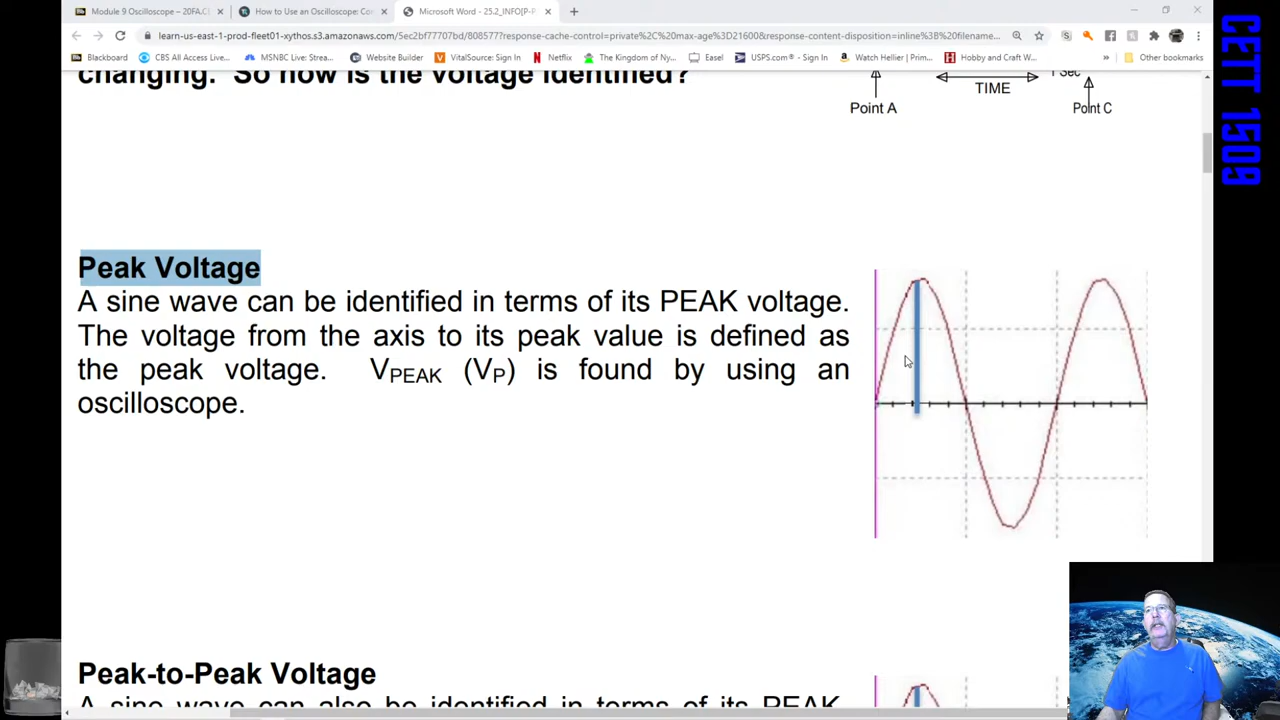 Module 9 Oscilloscope – 20FA.C
How to Use an Oscilloscope: Con
Microsoft Word - 25.2_INFO[P-P
learn-us-east-1-prod-fleet01-xythos.s3.amazonaws.com/5ec2bf77707bd/808577?response-cache-control=private%2C%20max-age%3D21600&response-content-disposition=inline%3B%20filename...
Blackboard CBS All Access Live... MSNBC Live: Website Builder VitalSource: Sign In Netflix The Kingdom of Ny... Easel USPS.com® - Sign In Watch Hellier | Prim... Hobby and Craft W... » Other bookmarks
changing. So how is the voltage identified?
1 Sec
TIME
Point A
Point C
Peak Voltage
A sine wave can be identified in terms of its PEAK voltage.
The voltage from the axis to its peak value is defined as
the peak voltage. VPEAK (VP) is found by using an
oscilloscope.
Peak-to-Peak Voltage
A sine wave can also be identified in terms of its PEAK
CETT 1509